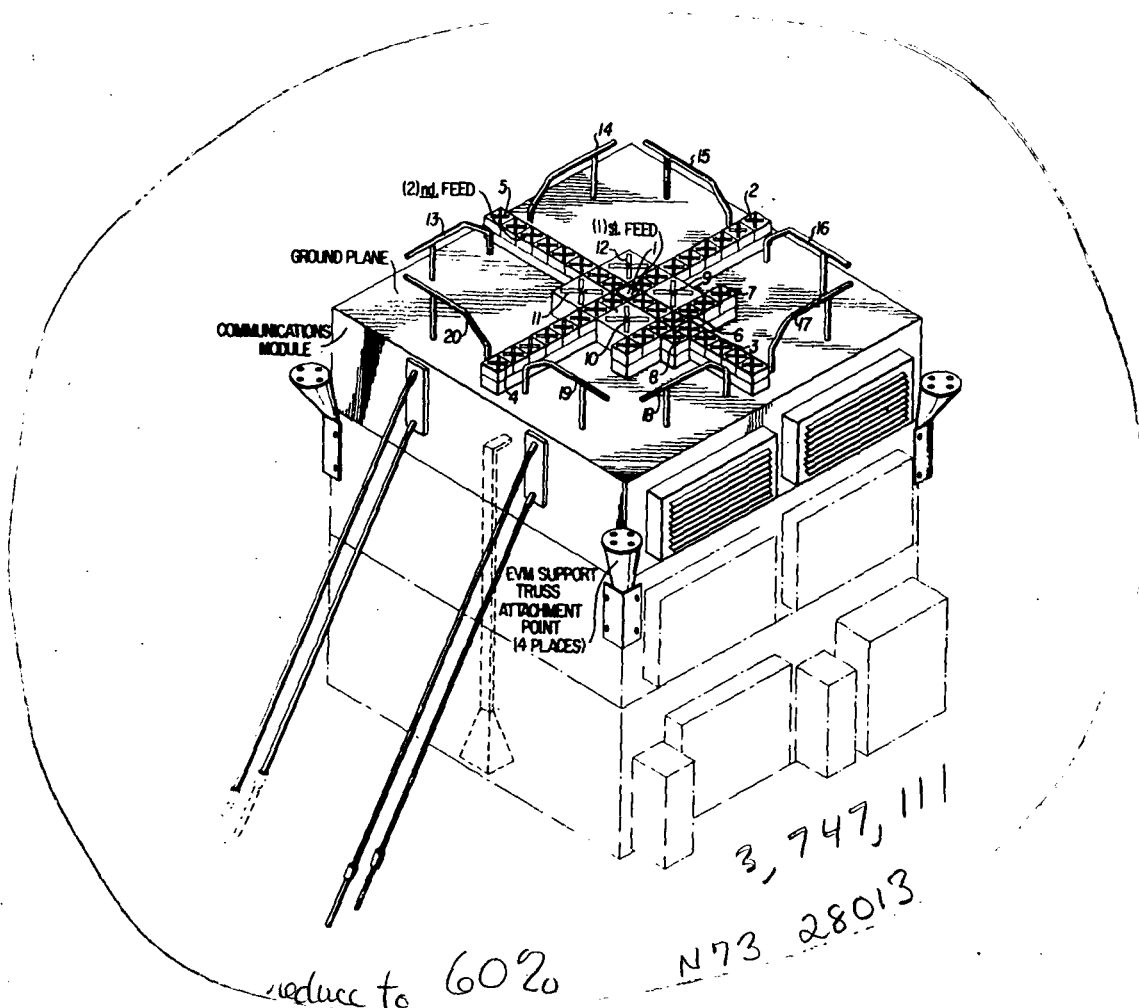 14
15
(2)nd. FEED
5
2
13
(1)st. FEED
16
12
1
GROUND PLANE
9
7
COMMUNICATIONS
MODULE
20
11
10
8
6
3
17
4
19
18
EVM SUPPORT
TRUSS
ATTACHMENT
POINT
(4 PLACES)
3,747,111
N73 28013
reduce to 60%